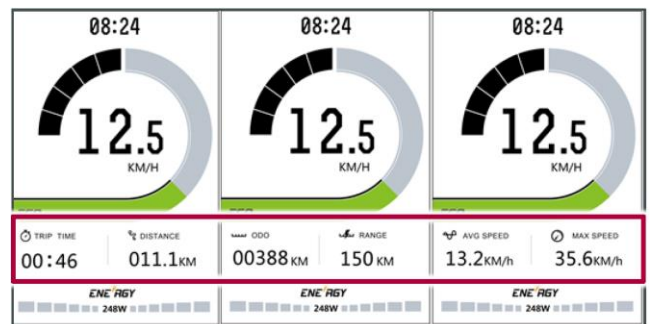 08:24 08:24 08:24
12.5 12.5 12.5
KM/H KM/H KM/H
TRIP TIME DISTANCE ODO RANGE AVG SPEED MAX SPEED
00:46 011.1KM 00388 KM 150 KM 13.2KM/h 35.6KM/h
ENERGY ENERGY ENERGY
248W 248W 248W